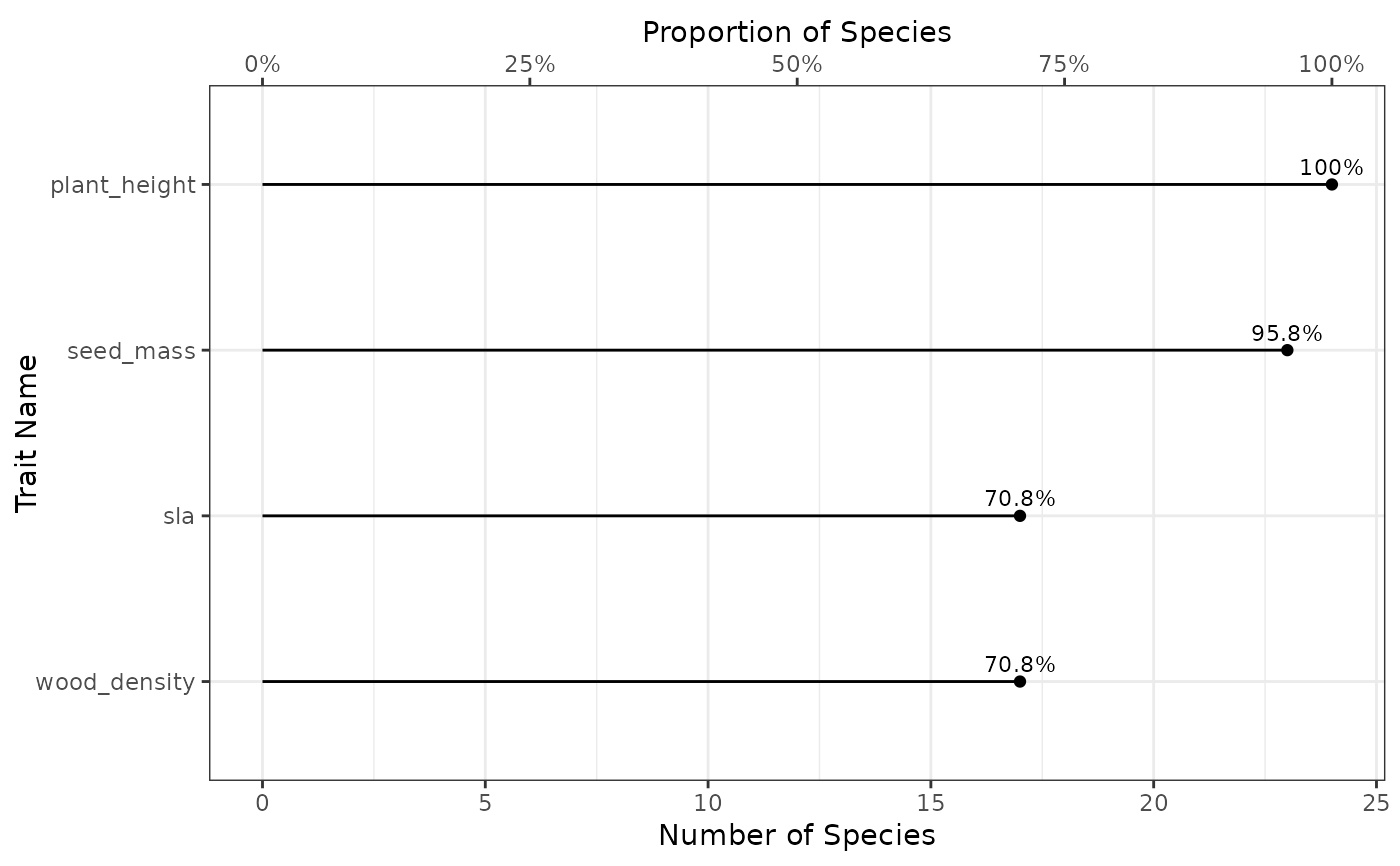 Proportion of Species
0% 25% 50% 75% 100%
plant_height 100%
seed_mass 95.8%
sla 70.8%
wood_density 70.8%
Trait Name
0 5 10 15 20 25
Number of Species